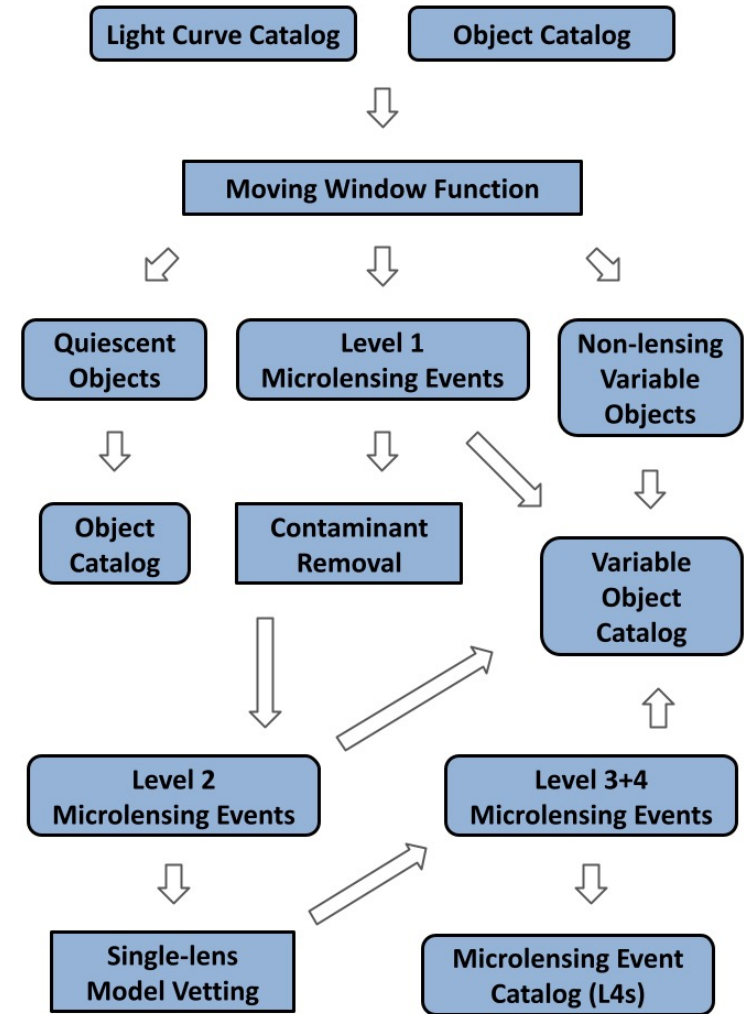 Light Curve Catalog
Object Catalog
Moving Window Function
Quiescent
Objects
Level 1
Microlensing Events
Non-lensing
Variable
Objects
Object
Catalog
Contaminant
Removal
Variable
Object
Catalog
Level 2
Microlensing Events
Level 3+4
Microlensing Events
Single-lens
Model Vetting
Microlensing Event
Catalog (L4s)